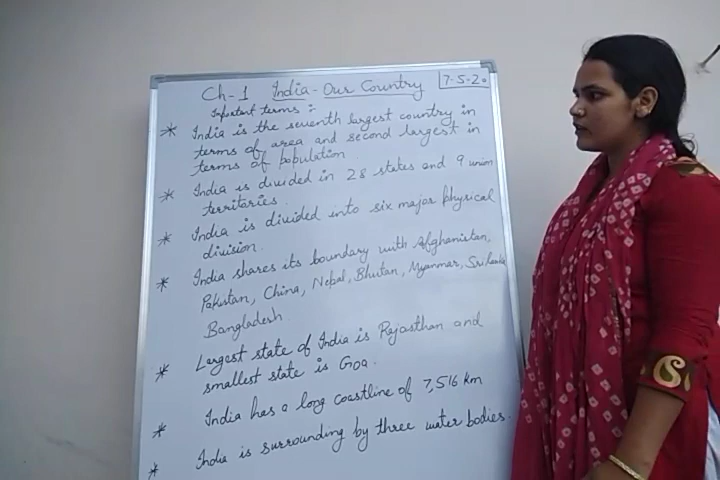 Ch-1 India - Our Country
7-5-20
Important terms :-
* India is the seventh largest country in
terms of area and second largest in
terms of population.
* India is divided in 28 states and 9 union
territories.
* India is divided into six major physical
division.
* India shares its boundary with Afghanistan,
Pakistan, China, Nepal, Bhutan, Myanmar, Sri Lanka
Bangladesh.
* Largest state of India is Rajasthan and
smallest state is Goa.
* India has a long coastline of 7,516 km
* India is surrounding by three water bodies.